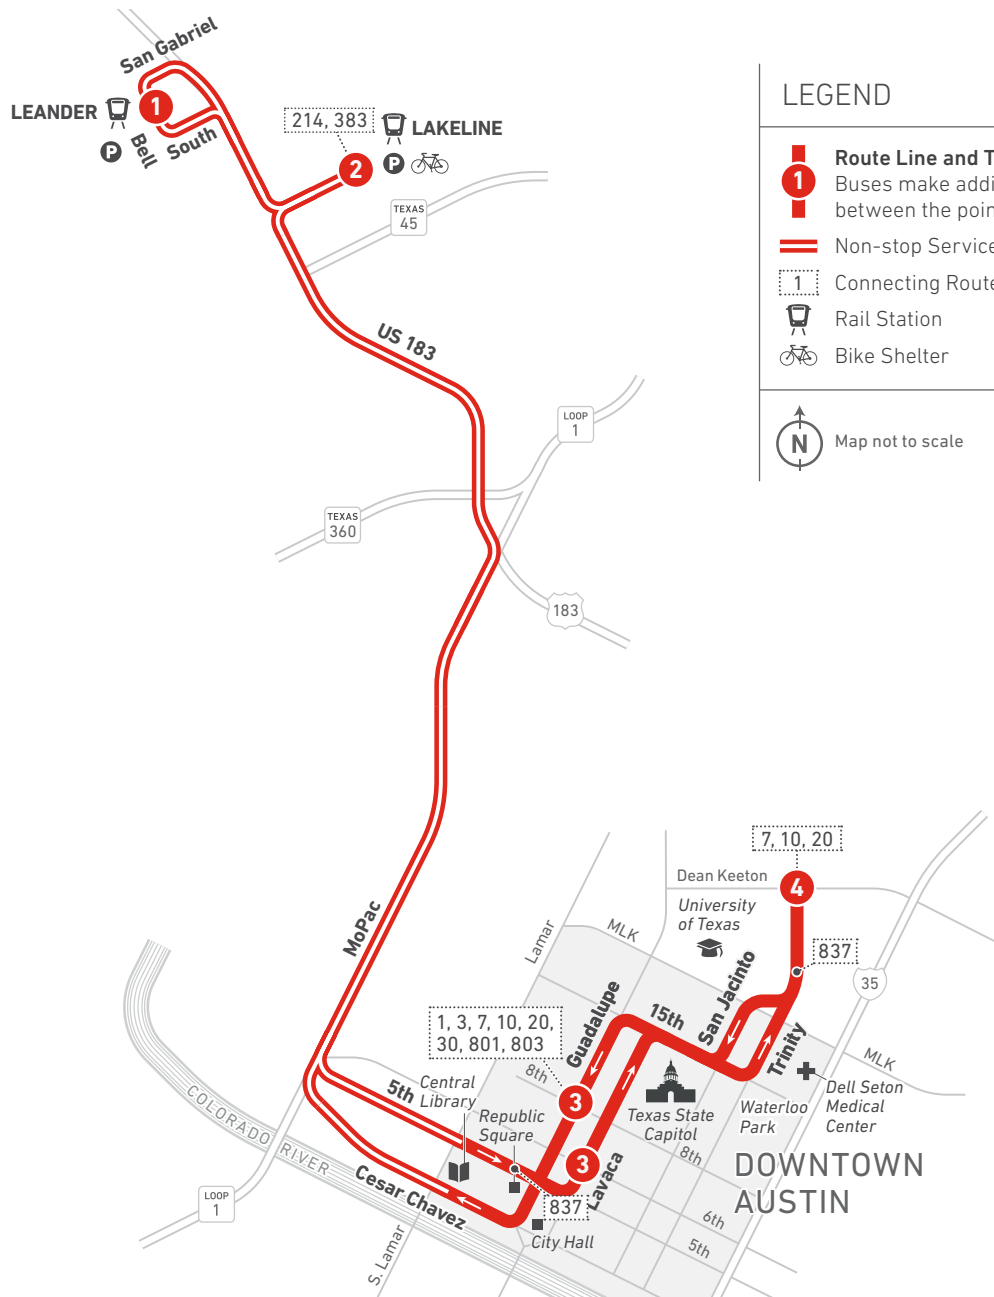 San Gabriel
LEANDER
1
Bell
South
P
214, 383
LAKELINE
2
P
TEXAS
45
US 183
LOOP
1
TEXAS
360
183
MoPac
LEGEND
1
Route Line and T
Buses make addi
between the poin
Non-stop Service
1
Connecting Route
Rail Station
Bike Shelter
N
Map not to scale
7, 10, 20
Dean Keeton
4
University
of Texas
MLK
Lamar
837
35
San Jacinto
Guadalupe
15th
Trinity
MLK
1, 3, 7, 10, 20,
30, 801, 803
8th
5th
Central
Library
3
Republic
Square
Texas State
Capitol
Waterloo
Park
Dell Seton
Medical
Center
8th
3
Lavaca
DOWNTOWN
AUSTIN
COLORADO RIVER
Cesar Chavez
837
LOOP
1
City Hall
6th
5th
S. Lamar